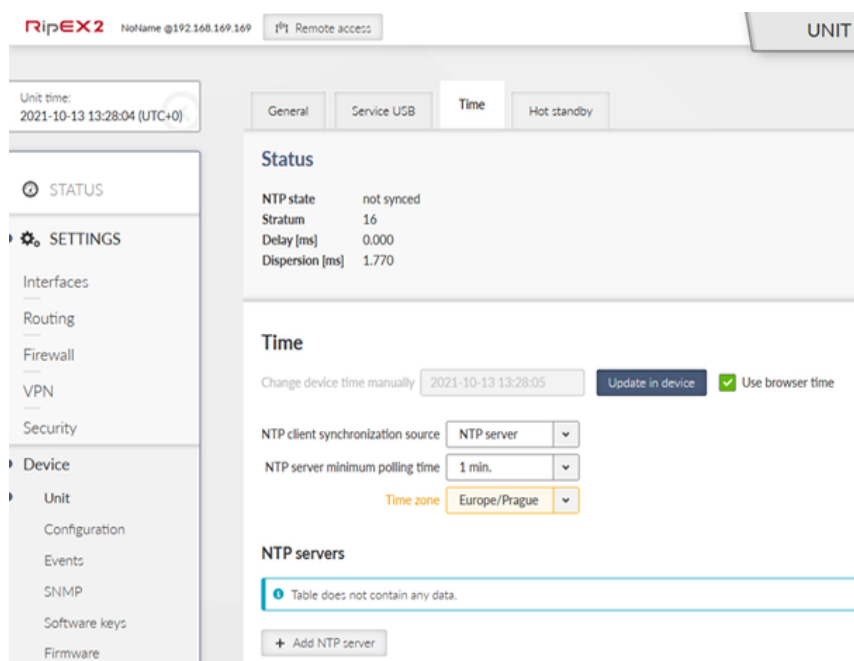 RipEX2 NoName @192.168.169.169 Remote access UNIT
Unit time:
2021-10-13 13:28:04 (UTC+0)
STATUS
SETTINGS
Interfaces
Routing
Firewall
VPN
Security
Device
Unit
Configuration
Events
SNMP
Software keys
Firmware
General Service USB Time Hot standby
Status
NTP state not synced
Stratum 16
Delay [ms] 0.000
Dispersion [ms] 1.770
Time
Change device time manually 2021-10-13 13:28:05 Update in device Use browser time
NTP client synchronization source NTP server
NTP server minimum polling time 1 min.
Time zone Europe/Prague
NTP servers
Table does not contain any data.
+ Add NTP server